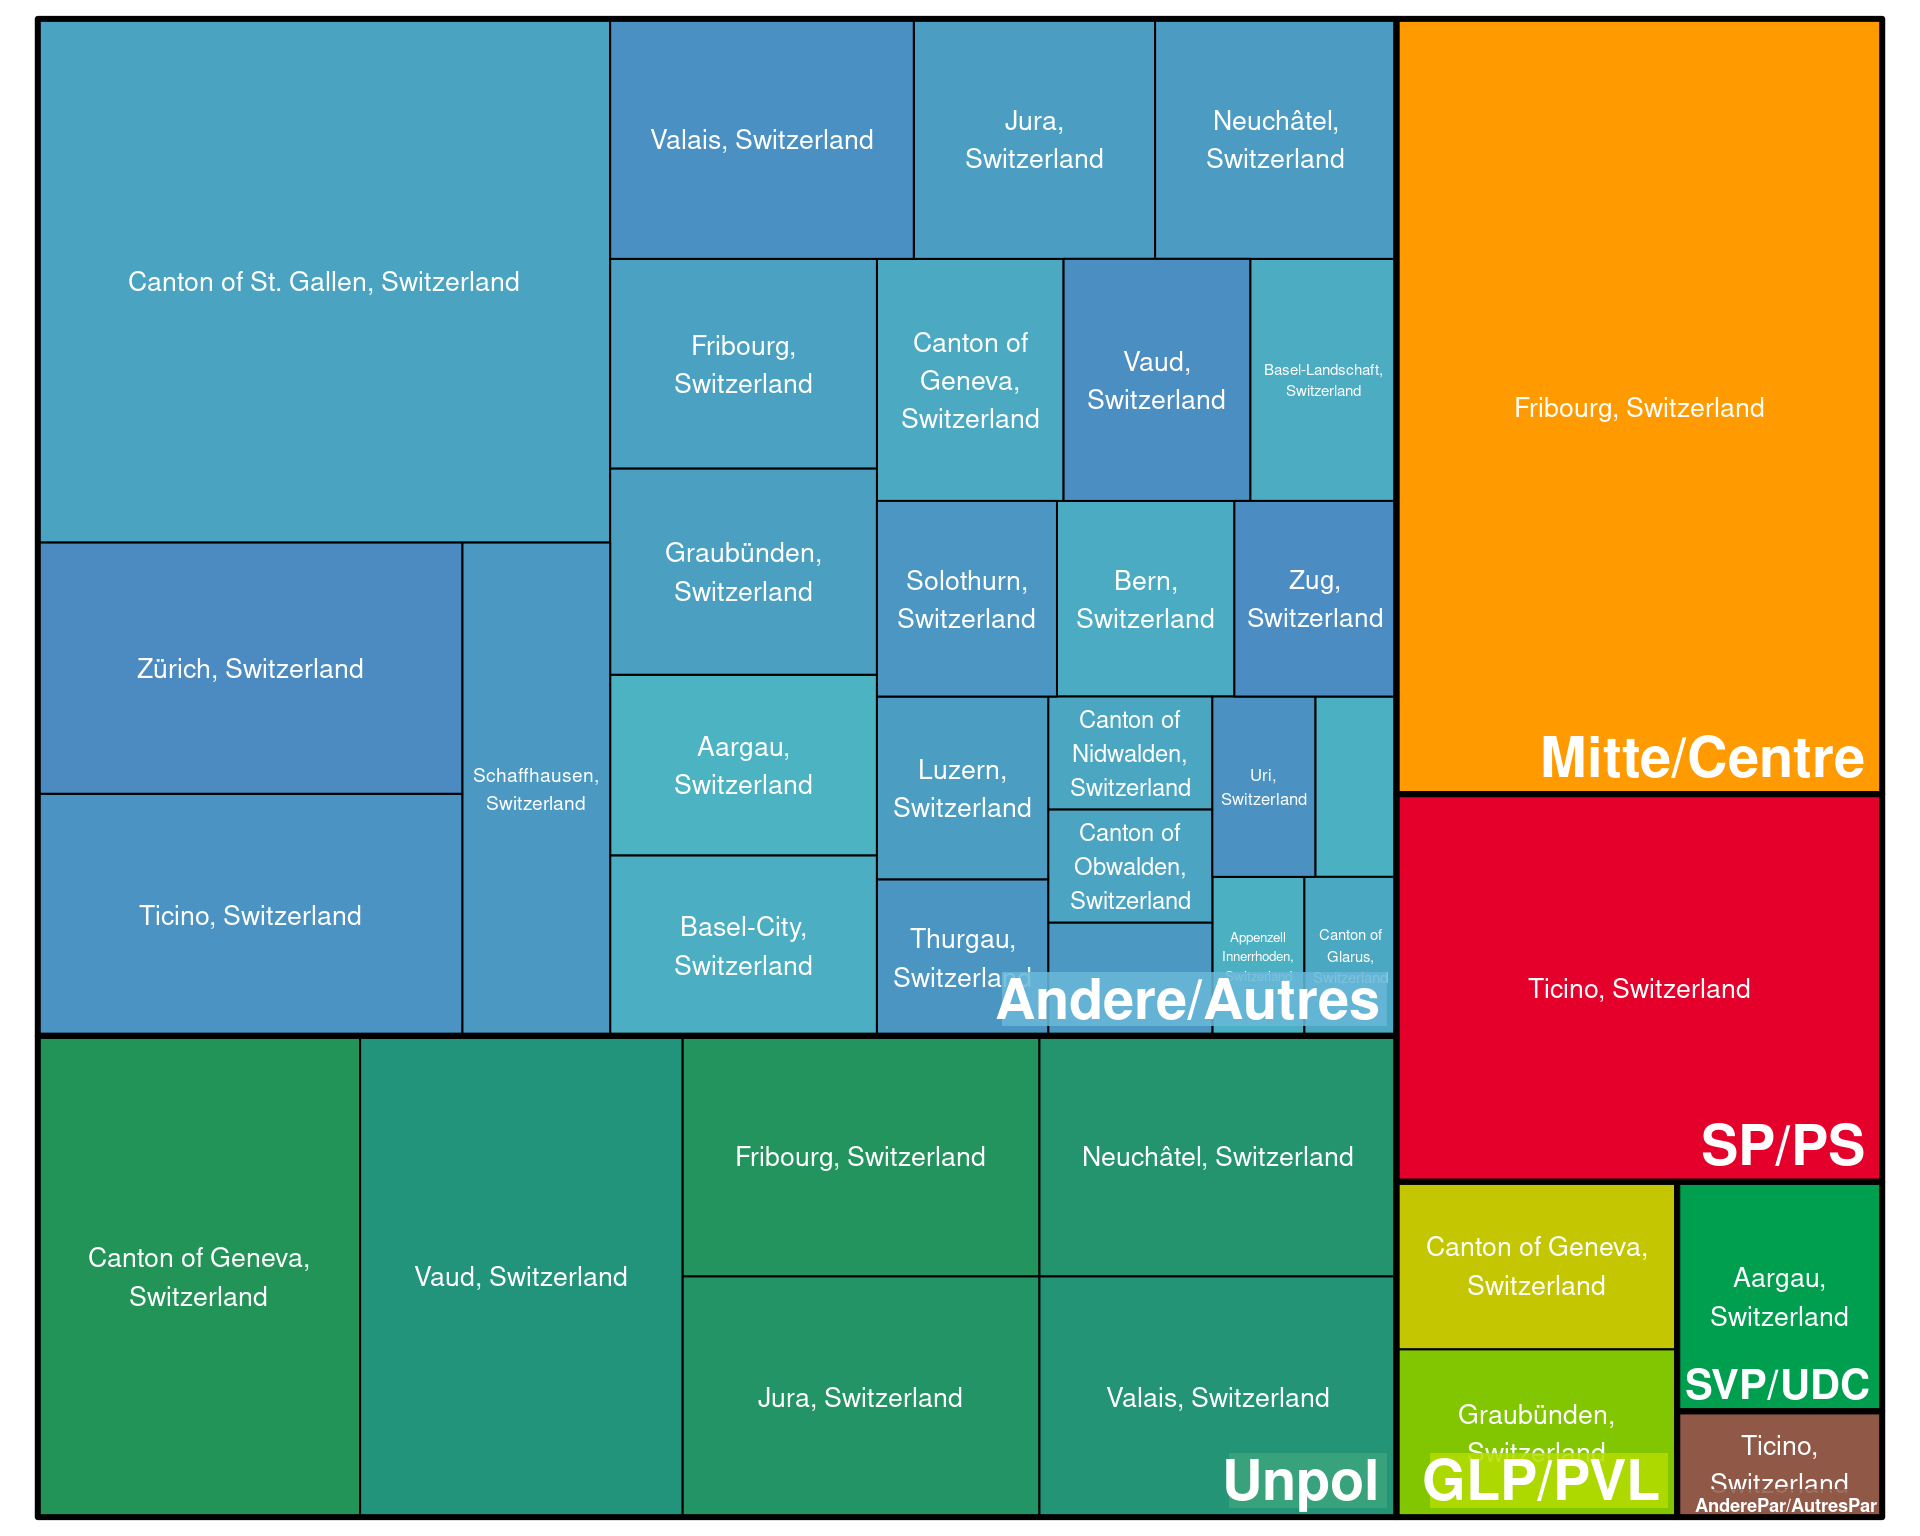 Canton of St. Gallen, Switzerland
Valais, Switzerland
Jura,
Switzerland
Neuchâtel,
Switzerland
Fribourg,
Switzerland
Canton of
Geneva,
Switzerland
Vaud,
Switzerland
Basel-Landschaft,
Switzerland
Graubünden,
Switzerland
Solothurn,
Switzerland
Bern,
Switzerland
Zug,
Switzerland
Zürich, Switzerland
Schaffhausen,
Switzerland
Ticino, Switzerland
Aargau,
Switzerland
Basel-City,
Switzerland
Luzern,
Switzerland
Canton of
Nidwalden,
Switzerland
Uri,
Switzerland
Canton of
Obwalden,
Switzerland
Thurgau,
Switzerland
Appenzell
Innerrhoden,
Switzerland
Canton of
Glarus,
Switzerland
Andere/Autres
Fribourg, Switzerland
Mitte/Centre
Ticino, Switzerland
SP/PS
Canton of Geneva,
Switzerland
Vaud, Switzerland
Fribourg, Switzerland
Neuchâtel, Switzerland
Jura, Switzerland
Valais, Switzerland
Unpol
Canton of Geneva,
Switzerland
Graubünden,
Switzerland
GLP/PVL
Aargau,
Switzerland
SVP/UDC
Ticino,
Switzerland
AnderePar/AutresPar